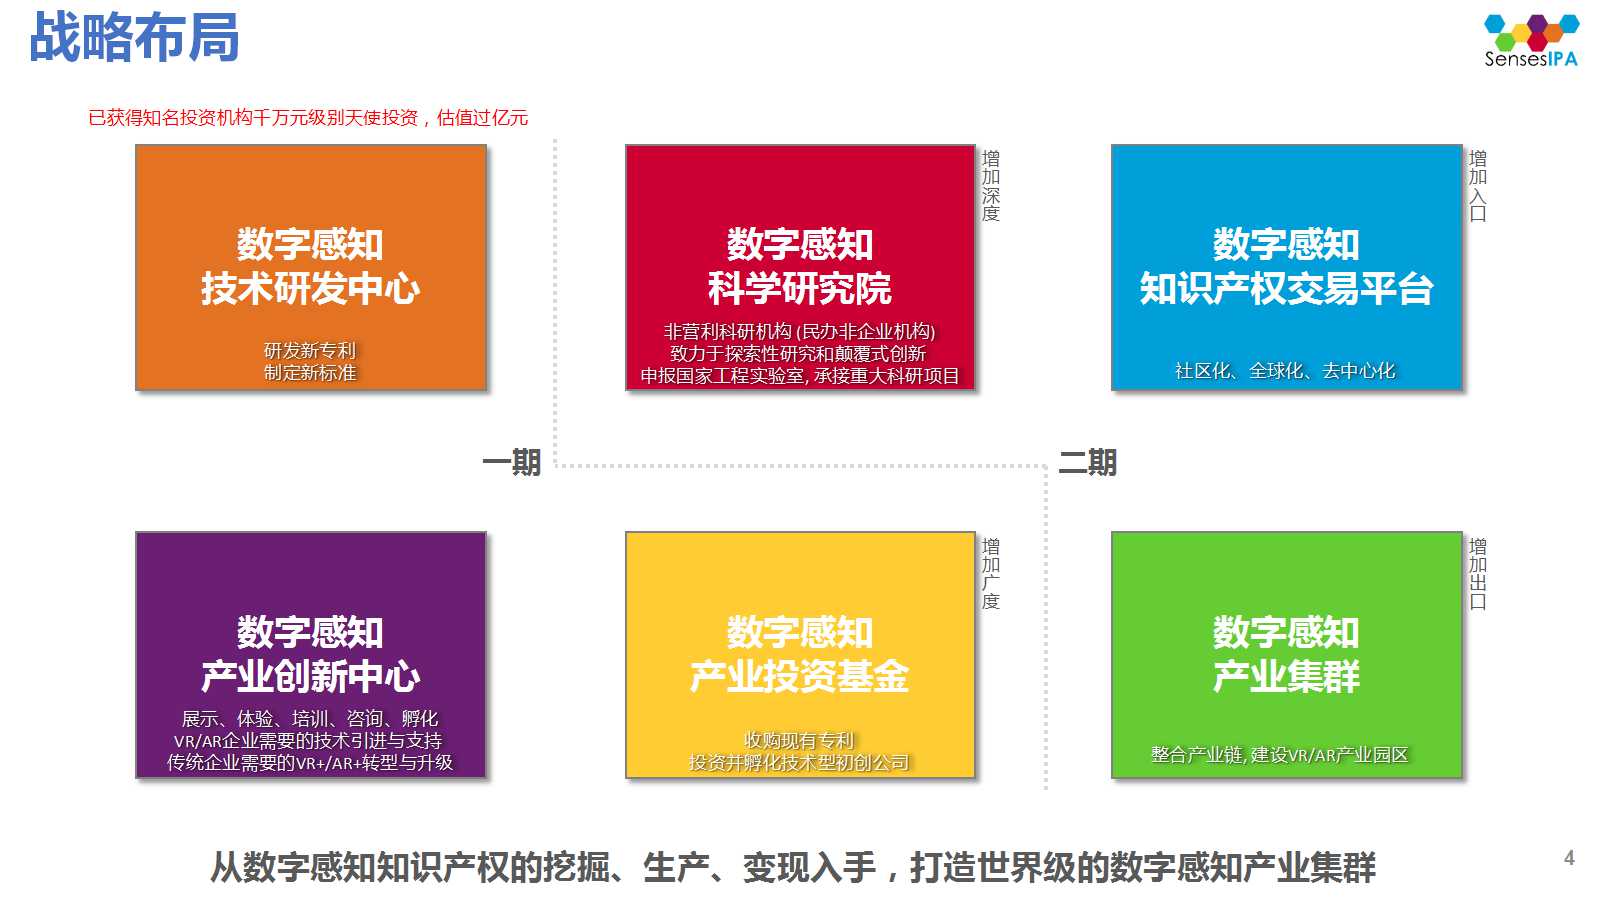 战略布局
SensesIPA
已获得知名投资机构千万元级别天使投资，估值过亿元
数字感知
技术研发中心
研发新专利
制定新标准
数字感知
科学研究院
非营利科研机构 (民办非企业机构)
致力于探索性研究和颠覆式创新
申报国家工程实验室, 承接重大科研项目
增加深度
数字感知
知识产权交易平台
社区化、全球化、去中心化
增加入口
一期
二期
数字感知
产业创新中心
展示、体验、培训、咨询、孵化
VR/AR企业需要的技术引进与支持
传统企业需要的VR+/AR+转型与升级
数字感知
产业投资基金
收购现有专利
投资并孵化技术型初创公司
增加广度
数字感知
产业集群
整合产业链, 建设VR/AR产业园区
增加出口
从数字感知知识产权的挖掘、生产、变现入手，打造世界级的数字感知产业集群
4